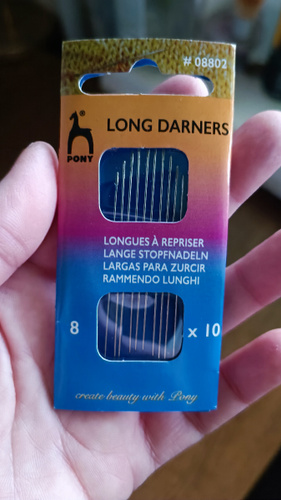 # 08802
PONY
LONG DARNERS
LONGUES À REPRISER
LANGE STOPFNADELN
LARGAS PARA ZURCIR
RAMMENDO LUNGHI
8 x 10
create beauty with Pony